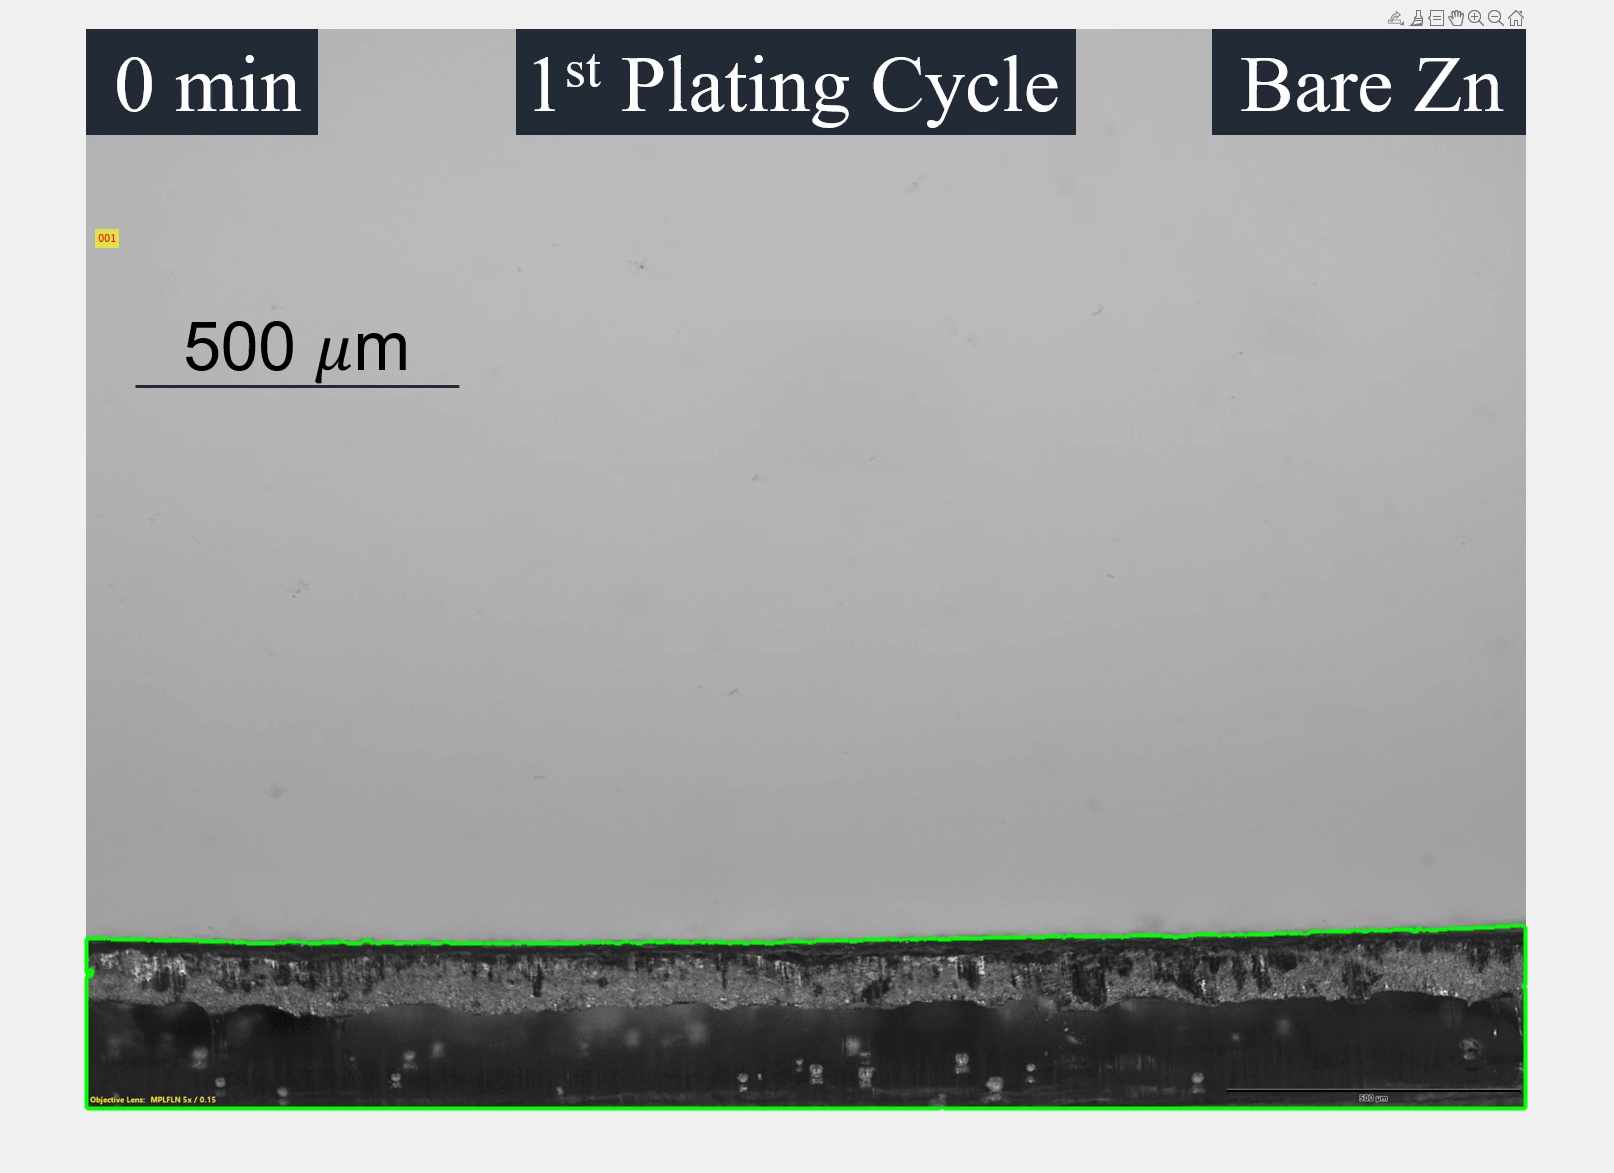 0 min
1st Plating Cycle
Bare Zn
001
500 μm
Objective Lens: MPLFLN 5x / 0.15
500 μm